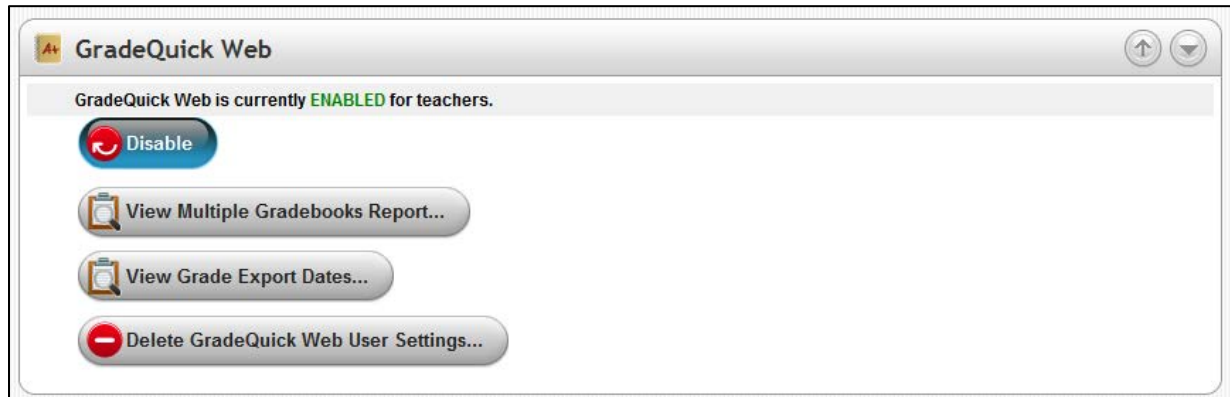 A+ GradeQuick Web
GradeQuick Web is currently ENABLED for teachers.
Disable
View Multiple Gradebooks Report...
View Grade Export Dates...
Delete GradeQuick Web User Settings...